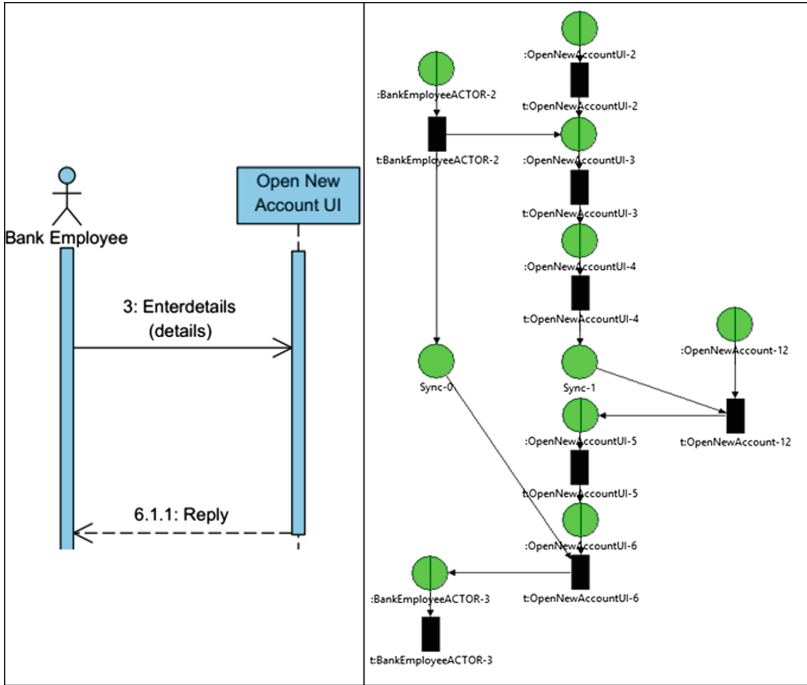 Open New
Account UI
Bank Employee
3: Enterdetails
(details)
6.1.1: Reply
:OpenNewAccountUI-2
:BankEmployeeACTOR-2
t:OpenNewAccountUI-2
t:BankEmployeeACTOR-2
:OpenNewAccountUI-3
t:OpenNewAccountUI-3
:OpenNewAccountUI-4
t:OpenNewAccountUI-4
:OpenNewAccount-12
Sync-0
Sync-1
:OpenNewAccountUI-5
t:OpenNewAccount-12
t:OpenNewAccountUI-5
:OpenNewAccountUI-6
:BankEmployeeACTOR-3
t:OpenNewAccountUI-6
t:BankEmployeeACTOR-3